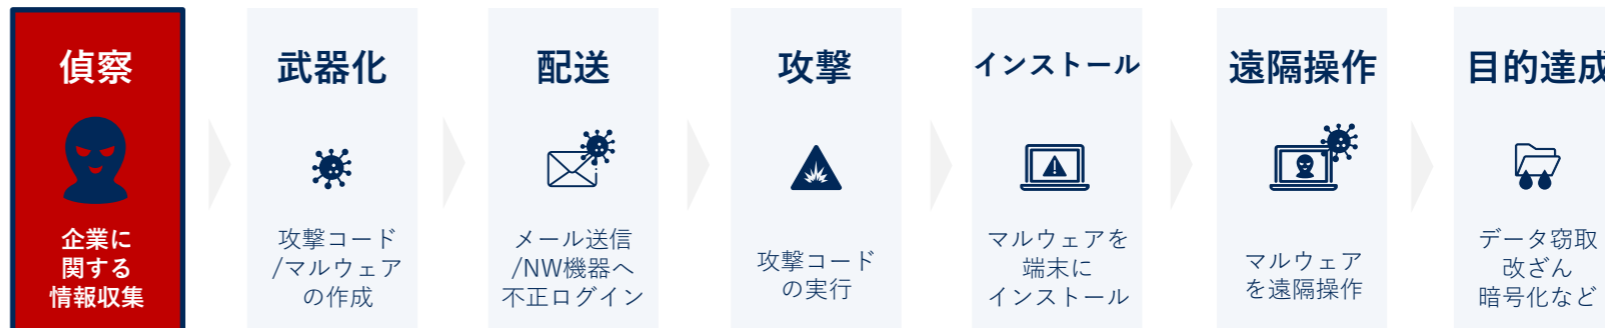 偵察
企業に
関する
情報収集
武器化
攻撃コード
/マルウェア
の作成
配送
メール送信
/NW機器へ
不正ログイン
攻撃
攻撃コード
の実行
インストール
マルウェアを
端末に
インストール
遠隔操作
マルウェア
を遠隔操作
目的達成
データ窃取
改ざん
暗号化など